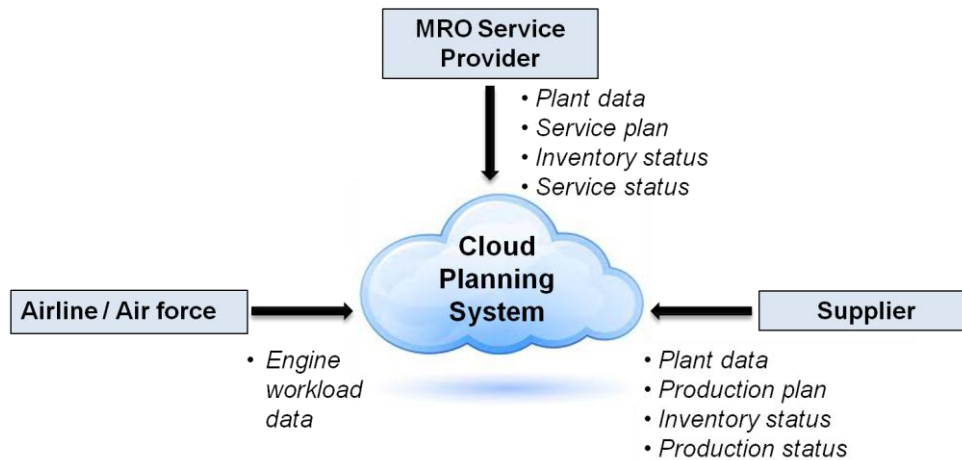 MRO Service
Provider
• Plant data
• Service plan
• Inventory status
• Service status
Cloud
Planning
System
Airline / Air force
• Engine
workload
data
Supplier
• Plant data
• Production plan
• Inventory status
• Production status